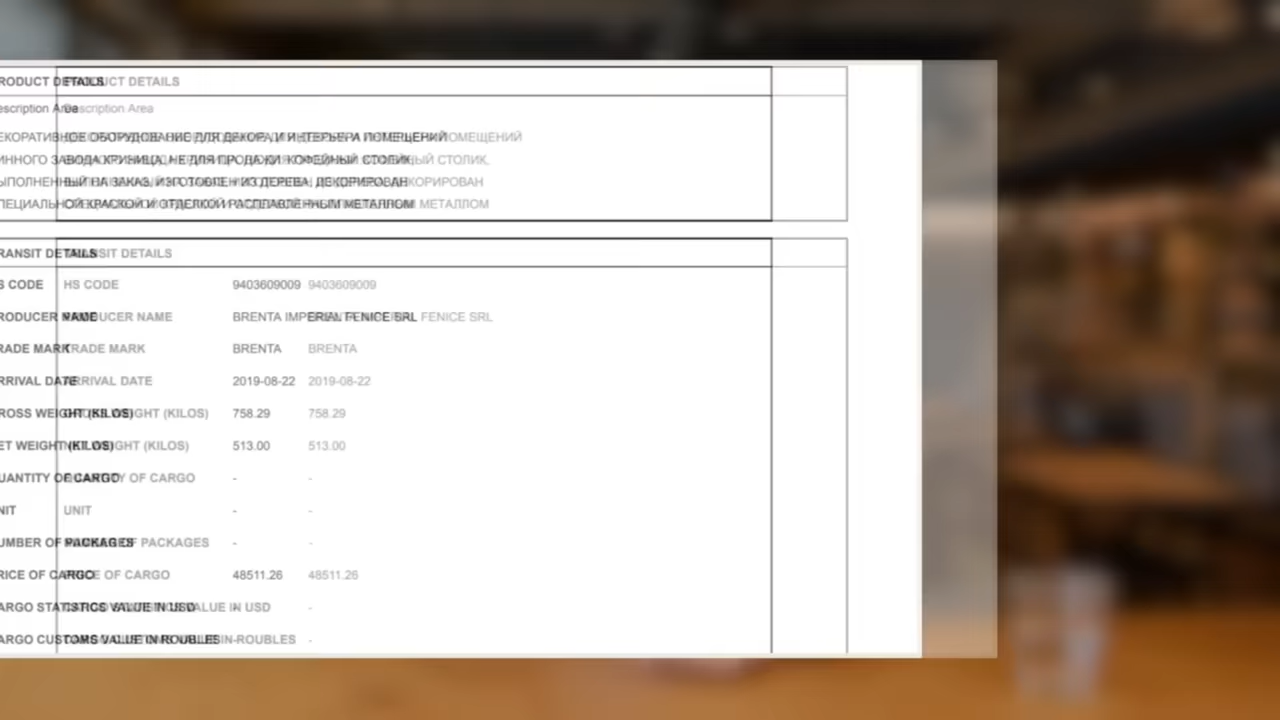 PRODUCT DETAILS
Description Area
ДЕКОРАТИВНОЕ ОБОРУДОВАНИЕ ДЛЯ ДЕКОРА И ИНТЕРЬЕРА ПОМЕЩЕНИЙ
ВИННОГО ЗАВОДА КРИНИЦА, НЕ ДЛЯ ПРОДАЖИ КОФЕЙНЫЙ СТОЛИК,
ВЫПОЛНЕННЫЙ НА ЗАКАЗ, ИЗГОТОВЛЕН ИЗ ДЕРЕВА, ДЕКОРИРОВАН
СПЕЦИАЛЬНОЙ КРАСКОЙ И ОТДЕЛКОЙ РАСПЛАВЛЕННЫМ МЕТАЛЛОМ
TRANSIT DETAILS
HS CODE 9403609009
PRODUCER NAME BRENTA IMPERIAL FENICE SRL
TRADE MARK BRENTA
ARRIVAL DATE 2019-08-22
GROSS WEIGHT (KILOS) 758.29
NET WEIGHT (KILOS) 513.00
QUANTITY OF CARGO -
UNIT -
NUMBER OF PACKAGES -
PRICE OF CARGO 48511.26
CARGO STATISTICS VALUE IN USD -
CARGO CUSTOMS VALUE IN ROUBLES -